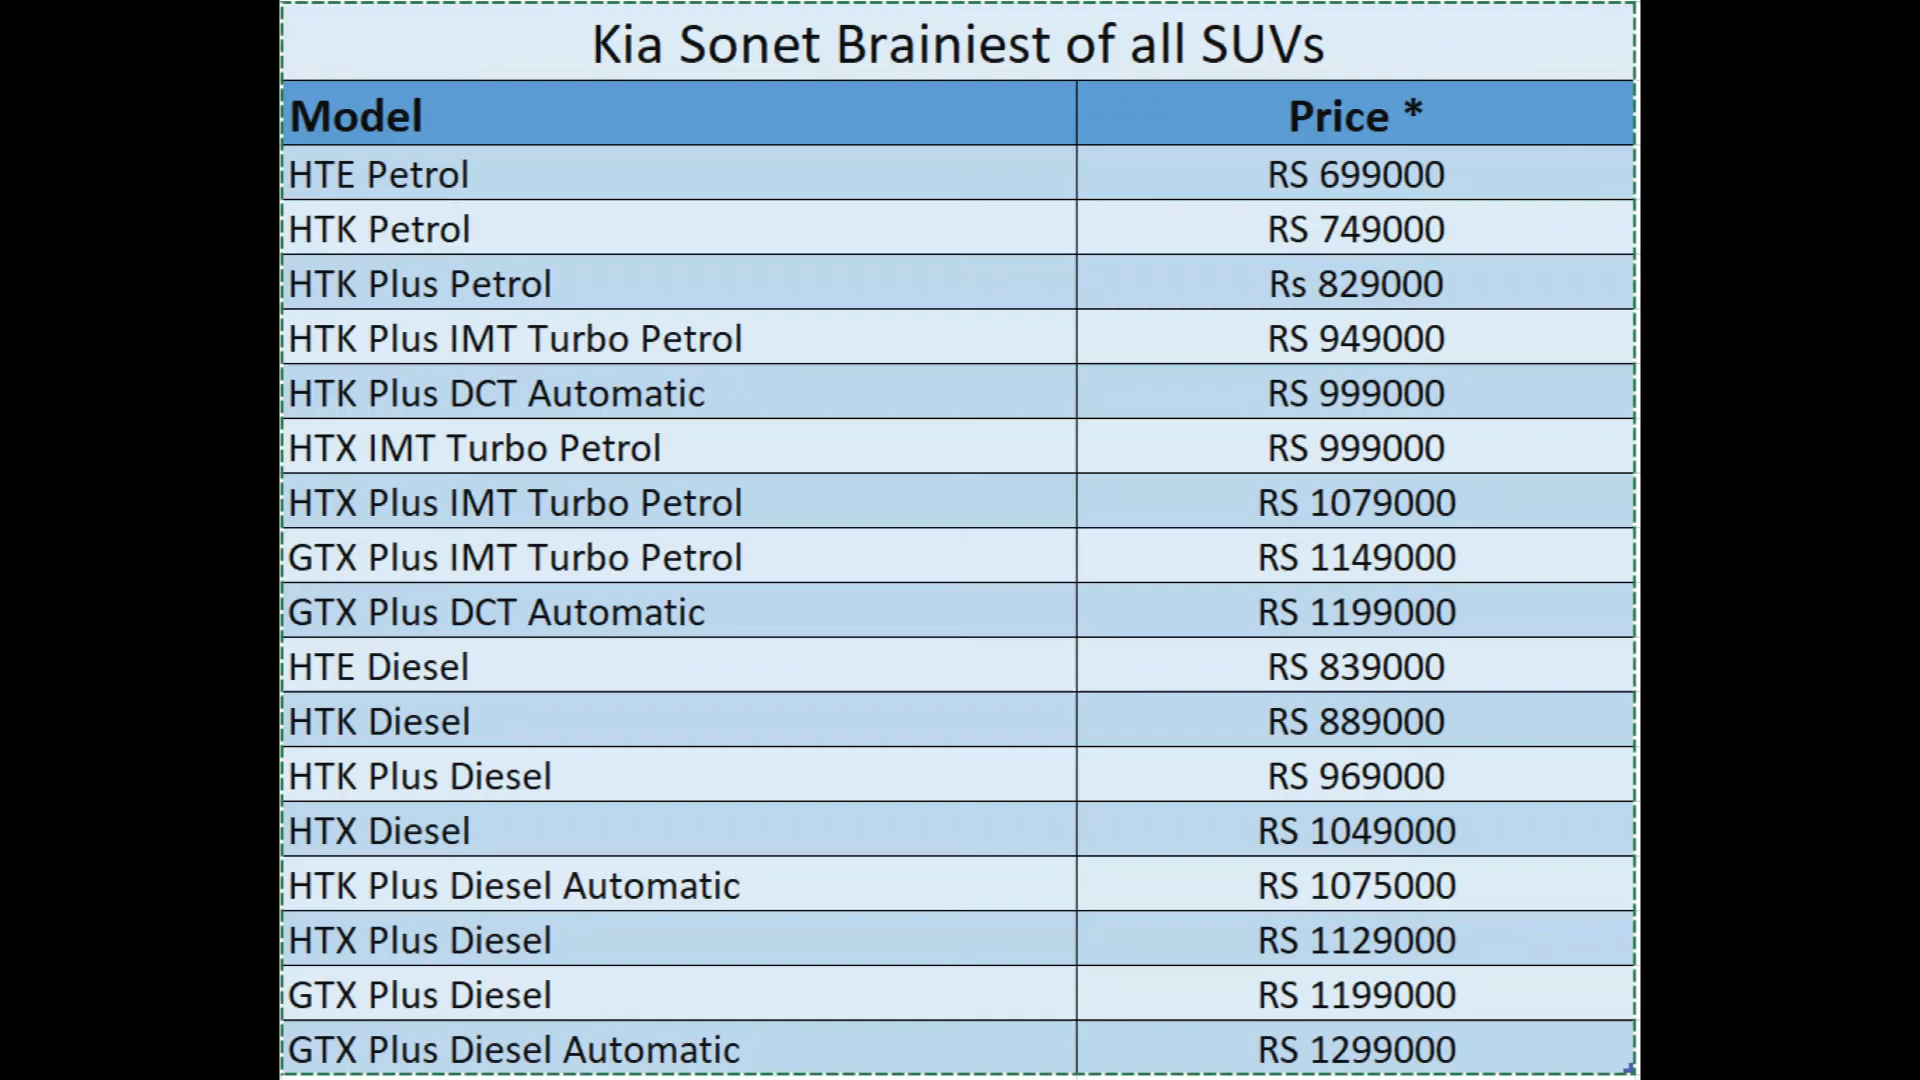 Kia Sonet Brainiest of all SUVs
Model Price *
HTE Petrol RS 699000
HTK Petrol RS 749000
HTK Plus Petrol Rs 829000
HTK Plus IMT Turbo Petrol RS 949000
HTK Plus DCT Automatic RS 999000
HTX IMT Turbo Petrol RS 999000
HTX Plus IMT Turbo Petrol RS 1079000
GTX Plus IMT Turbo Petrol RS 1149000
GTX Plus DCT Automatic RS 1199000
HTE Diesel RS 839000
HTK Diesel RS 889000
HTK Plus Diesel RS 969000
HTX Diesel RS 1049000
HTK Plus Diesel Automatic RS 1075000
HTX Plus Diesel RS 1129000
GTX Plus Diesel RS 1199000
GTX Plus Diesel Automatic RS 1299000